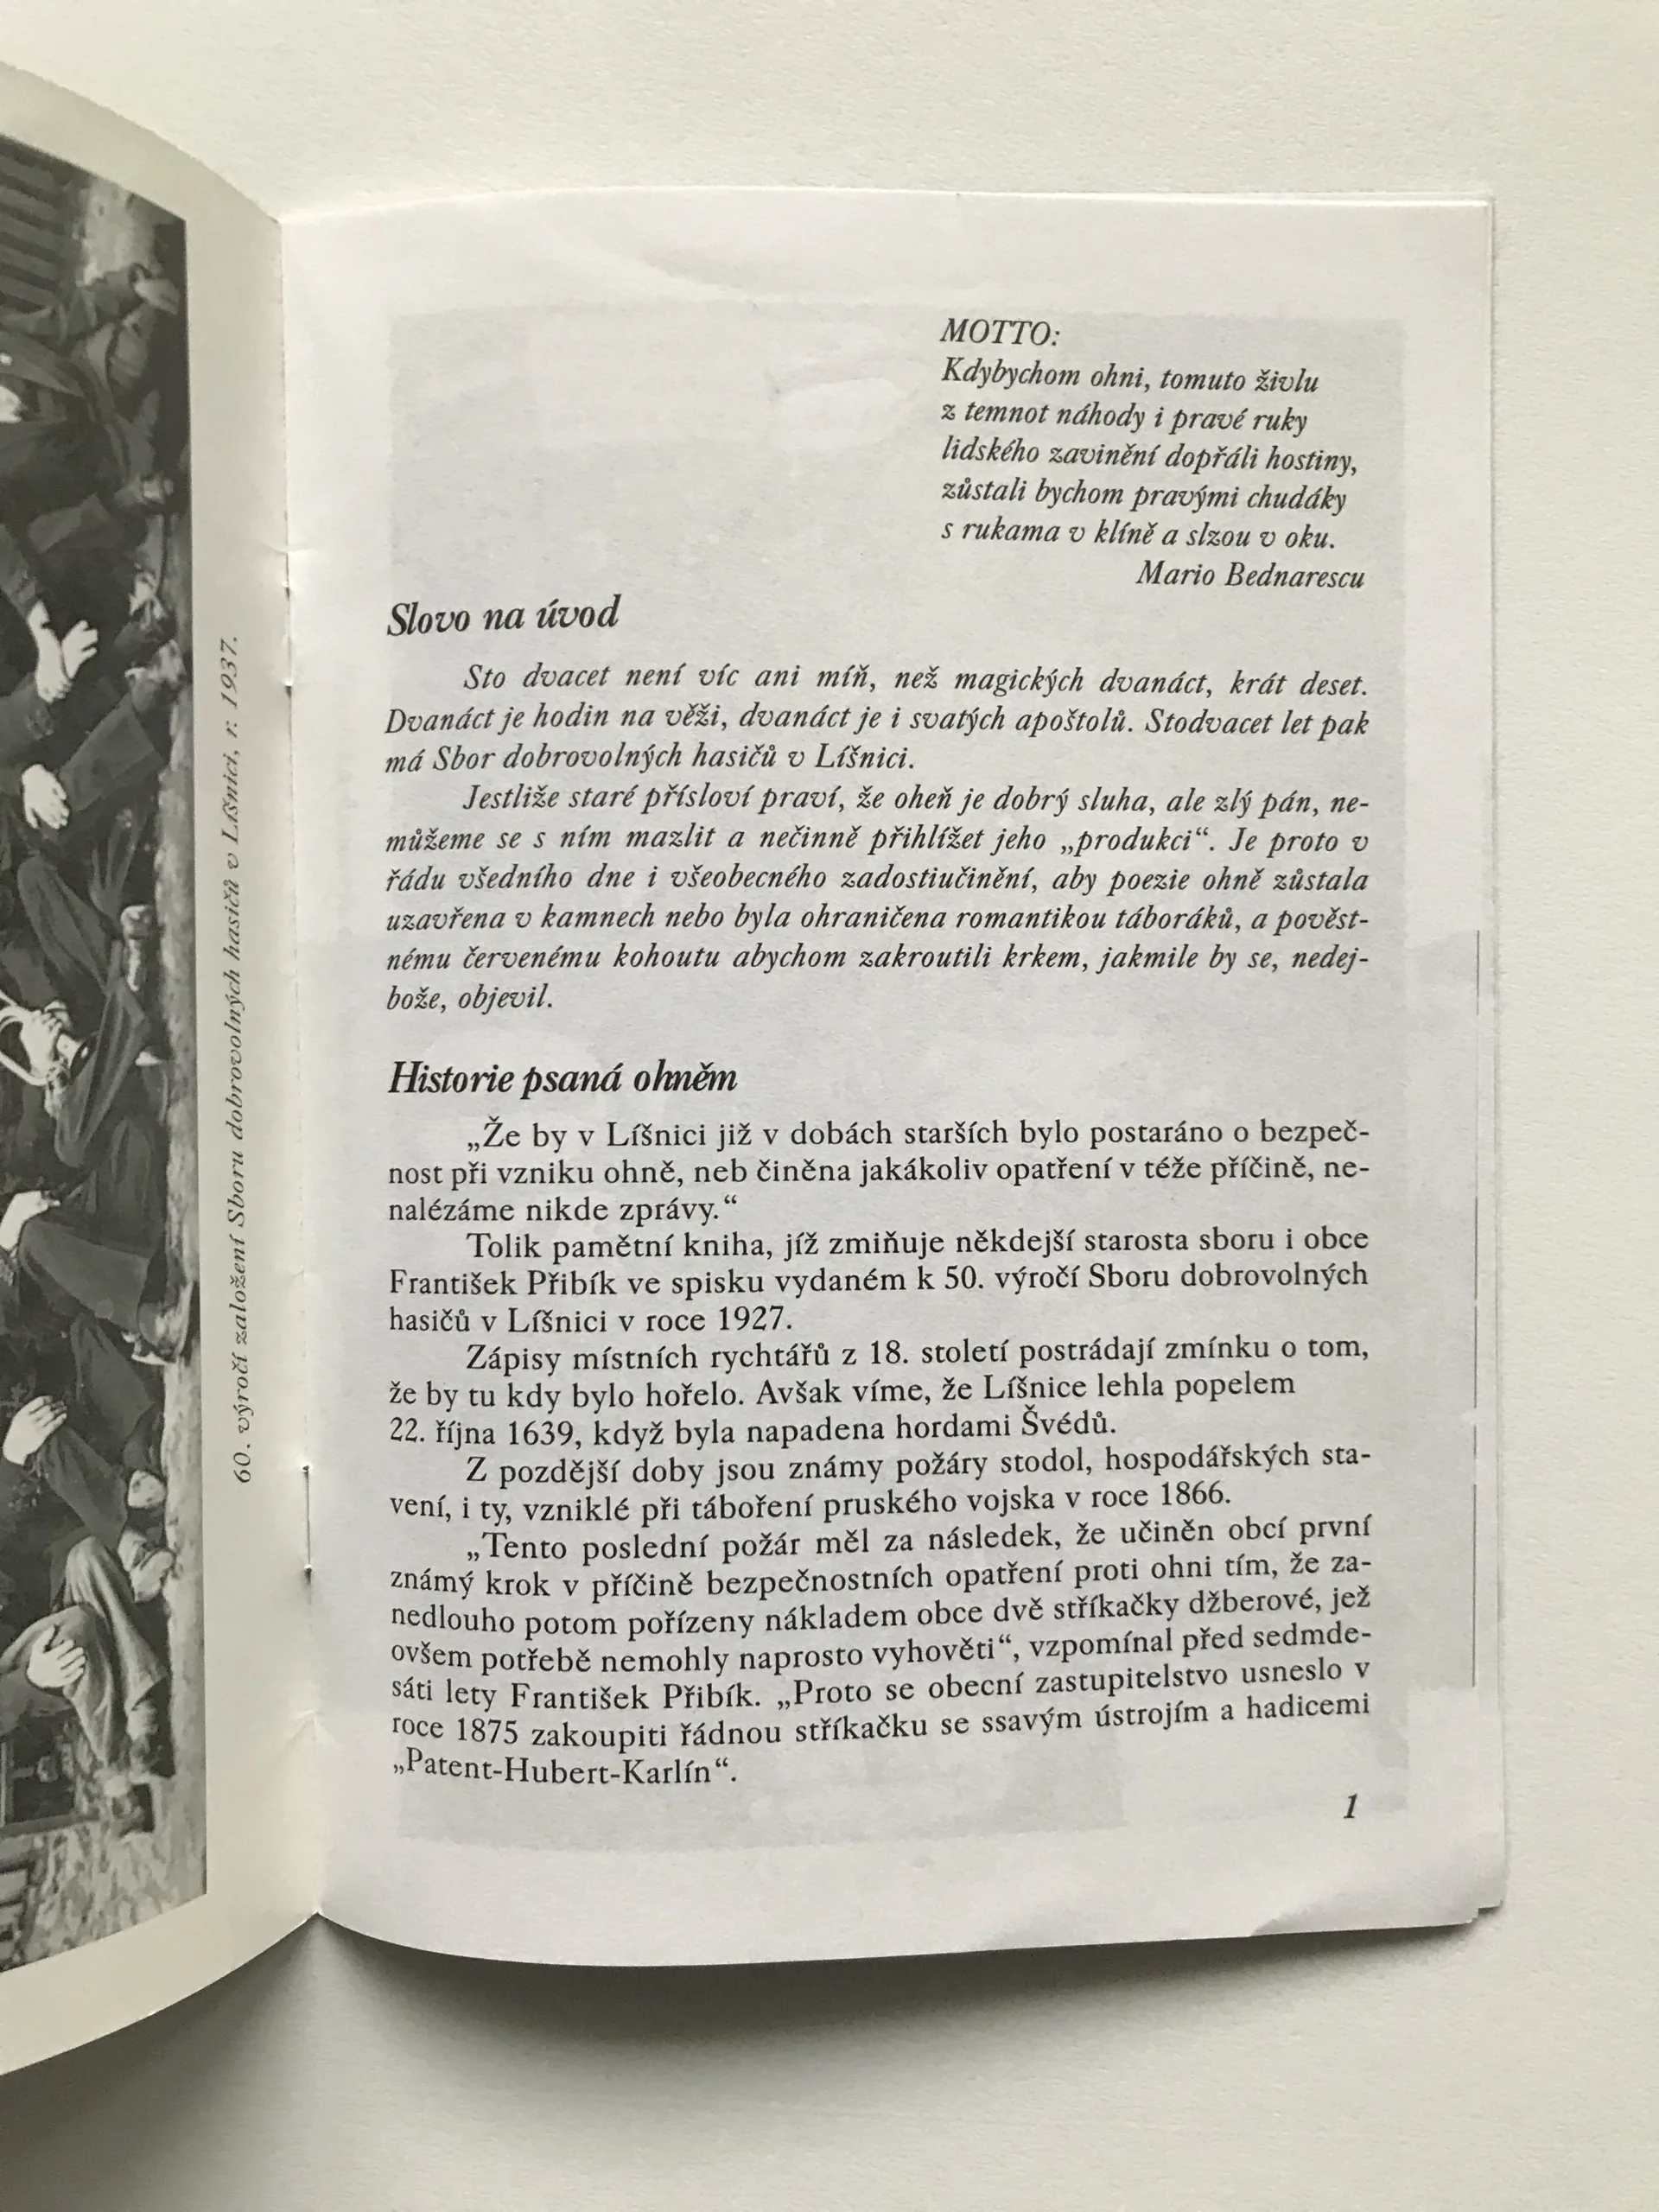 60. výročí založení Sboru dobrovolných hasičů v Líšnici, r. 1937.
MOTTO:
Kdybychom ohni, tomuto živlu
z temnot náhody i pravé ruky
lidského zavinění dopřáli hostiny,
zůstali bychom pravými chudáky
s rukama v klíně a slzou v oku.
Mario Bednarescu
Slovo na úvod
Sto dvacet není víc ani míň, než magických dvanáct, krát deset.
Dvanáct je hodin na věži, dvanáct je i svatých apoštolů. Stodvacet let pak
má Sbor dobrovolných hasičů v Líšnici.
Jestliže staré přísloví praví, že oheň je dobrý sluha, ale zlý pán, ne-
můžeme se s ním mazlit a nečinně přihlížet jeho „produkci“. Je proto v
řádu všedního dne i všeobecného zadostiučinění, aby poezie ohně zůstala
uzavřena v kamnech nebo byla ohraničena romantikou táboráků, a pověst-
nému červenému kohoutu abychom zakroutili krkem, jakmile by se, nedej-
bože, objevil.
Historie psaná ohněm
„Že by v Líšnici již v dobách starších bylo postaráno o bezpeč-
nost při vzniku ohně, neb činěna jakákoliv opatření v téže příčině, ne-
nalézáme nikde zprávy.“
Tolik pamětní kniha, jíž zmiňuje někdejší starosta sboru i obce
František Přibík ve spisku vydaném k 50. výročí Sboru dobrovolných
hasičů v Líšnici v roce 1927.
Zápisy místních rychtářů z 18. století postrádají zmínku o tom,
že by tu kdy bylo hořelo. Avšak víme, že Líšnice lehla popelem
22. října 1639, když byla napadena hordami Švédů.
Z pozdější doby jsou známy požáry stodol, hospodářských sta-
vení, i ty, vzniklé při táboření pruského vojska v roce 1866.
„Tento poslední požár měl za následek, že učiněn obcí první
známý krok v příčině bezpečnostních opatření proti ohni tím, že za-
nedlouho potom pořízeny nákladem obce dvě stříkačky džberové, jež
ovšem potřebě nemohly naprosto vyhověti“, vzpomínal před sedmde-
sáti lety František Přibík. „Proto se obecní zastupitelstvo usneslo v
roce 1875 zakoupiti řádnou stříkačku se ssavým ústrojím a hadicemi
„Patent-Hubert-Karlín“.
1